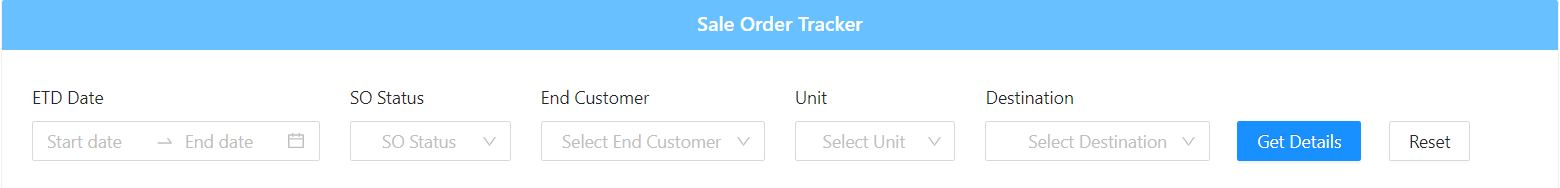 Sale Order Tracker
ETD Date SO Status End Customer Unit Destination
Start date End date SO Status Select End Customer Select Unit Select Destination Get Details Reset